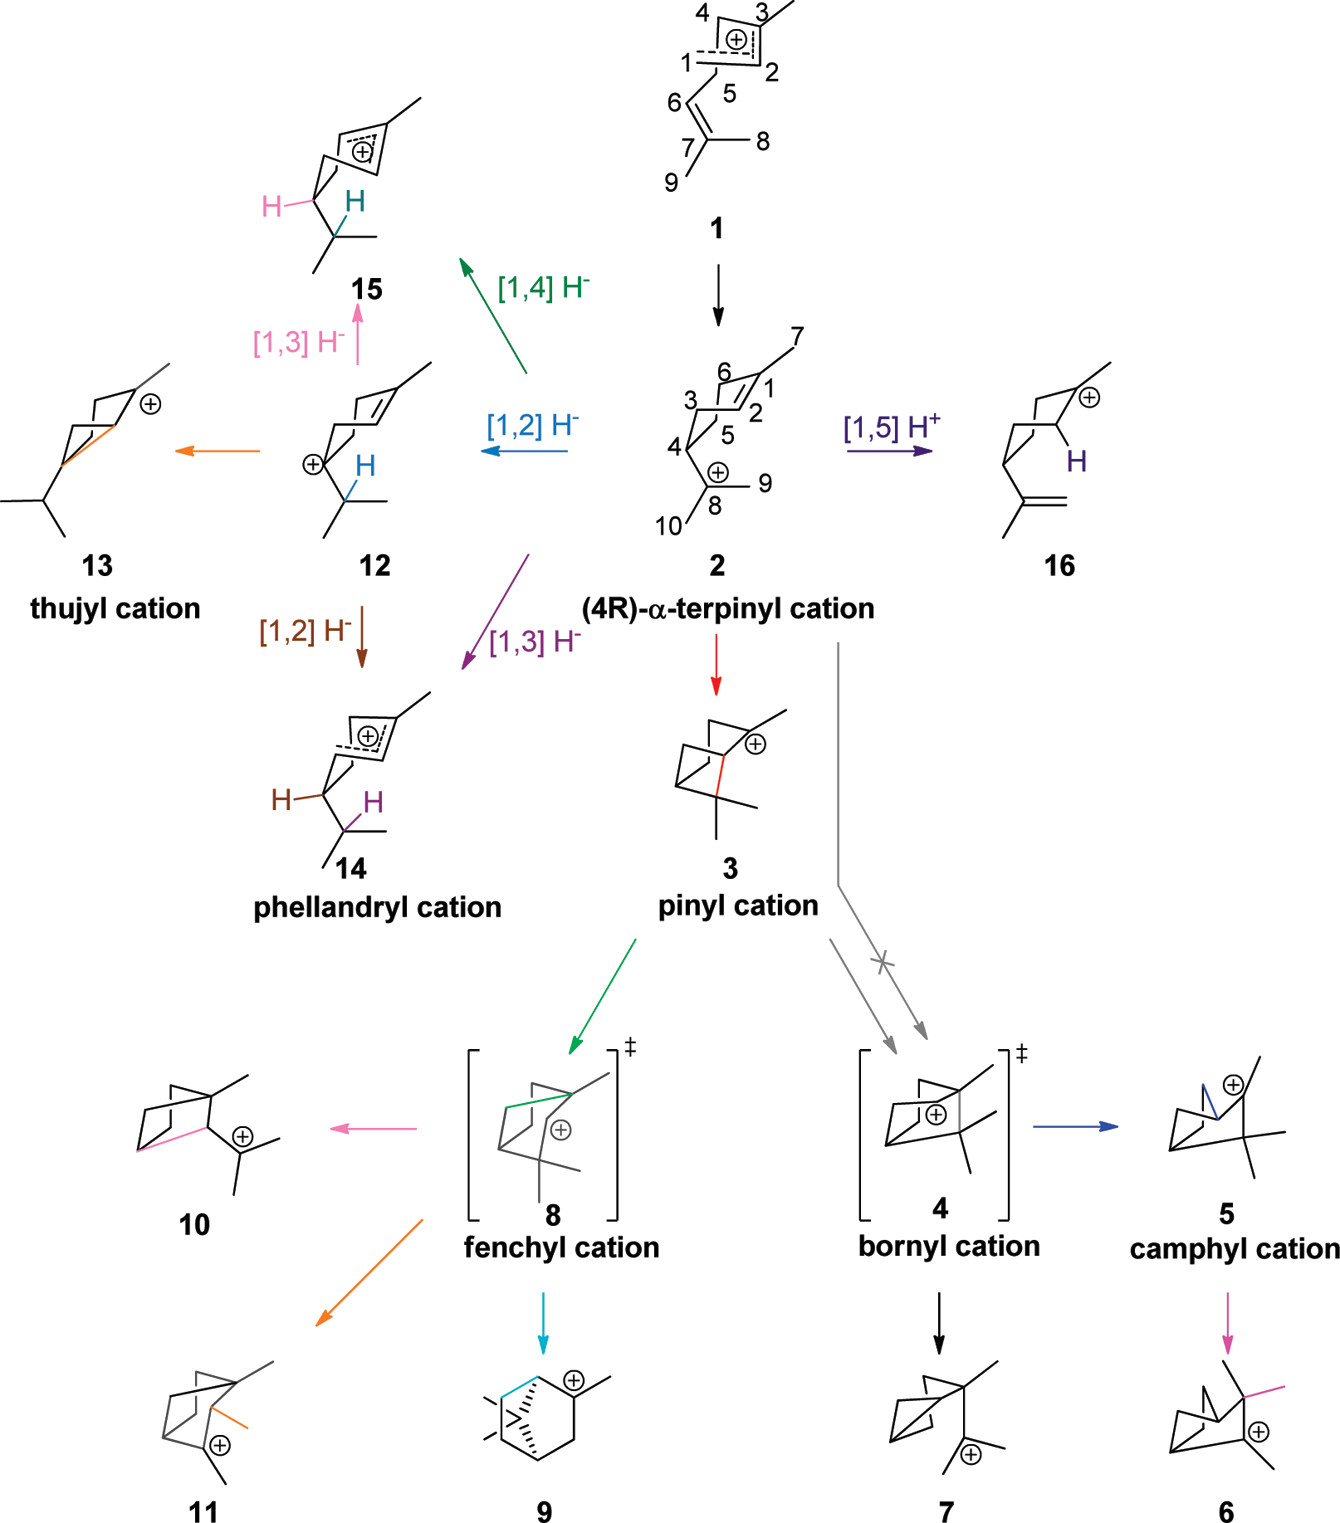 4
3
⊕
1
2
5
6
7
8
9
1
⊕
H
H
15
[1,4] H-
[1,3] H-
7
6
1
3
2
5
4
⊕
9
8
10
2
(4R)-α-terpinyl cation
[1,2] H-
[1,5] H+
⊕
H
16
⊕
13
thujyl cation
⊕
H
12
[1,2] H-
[1,3] H-
⊕
H
H
14
phellandryl cation
⊕
3
pinyl cation
‡
⊕
8
fenchyl cation
‡
⊕
4
bornyl cation
⊕
10
⊕
5
camphyl cation
⊕
11
⊕
9
⊕
7
⊕
6